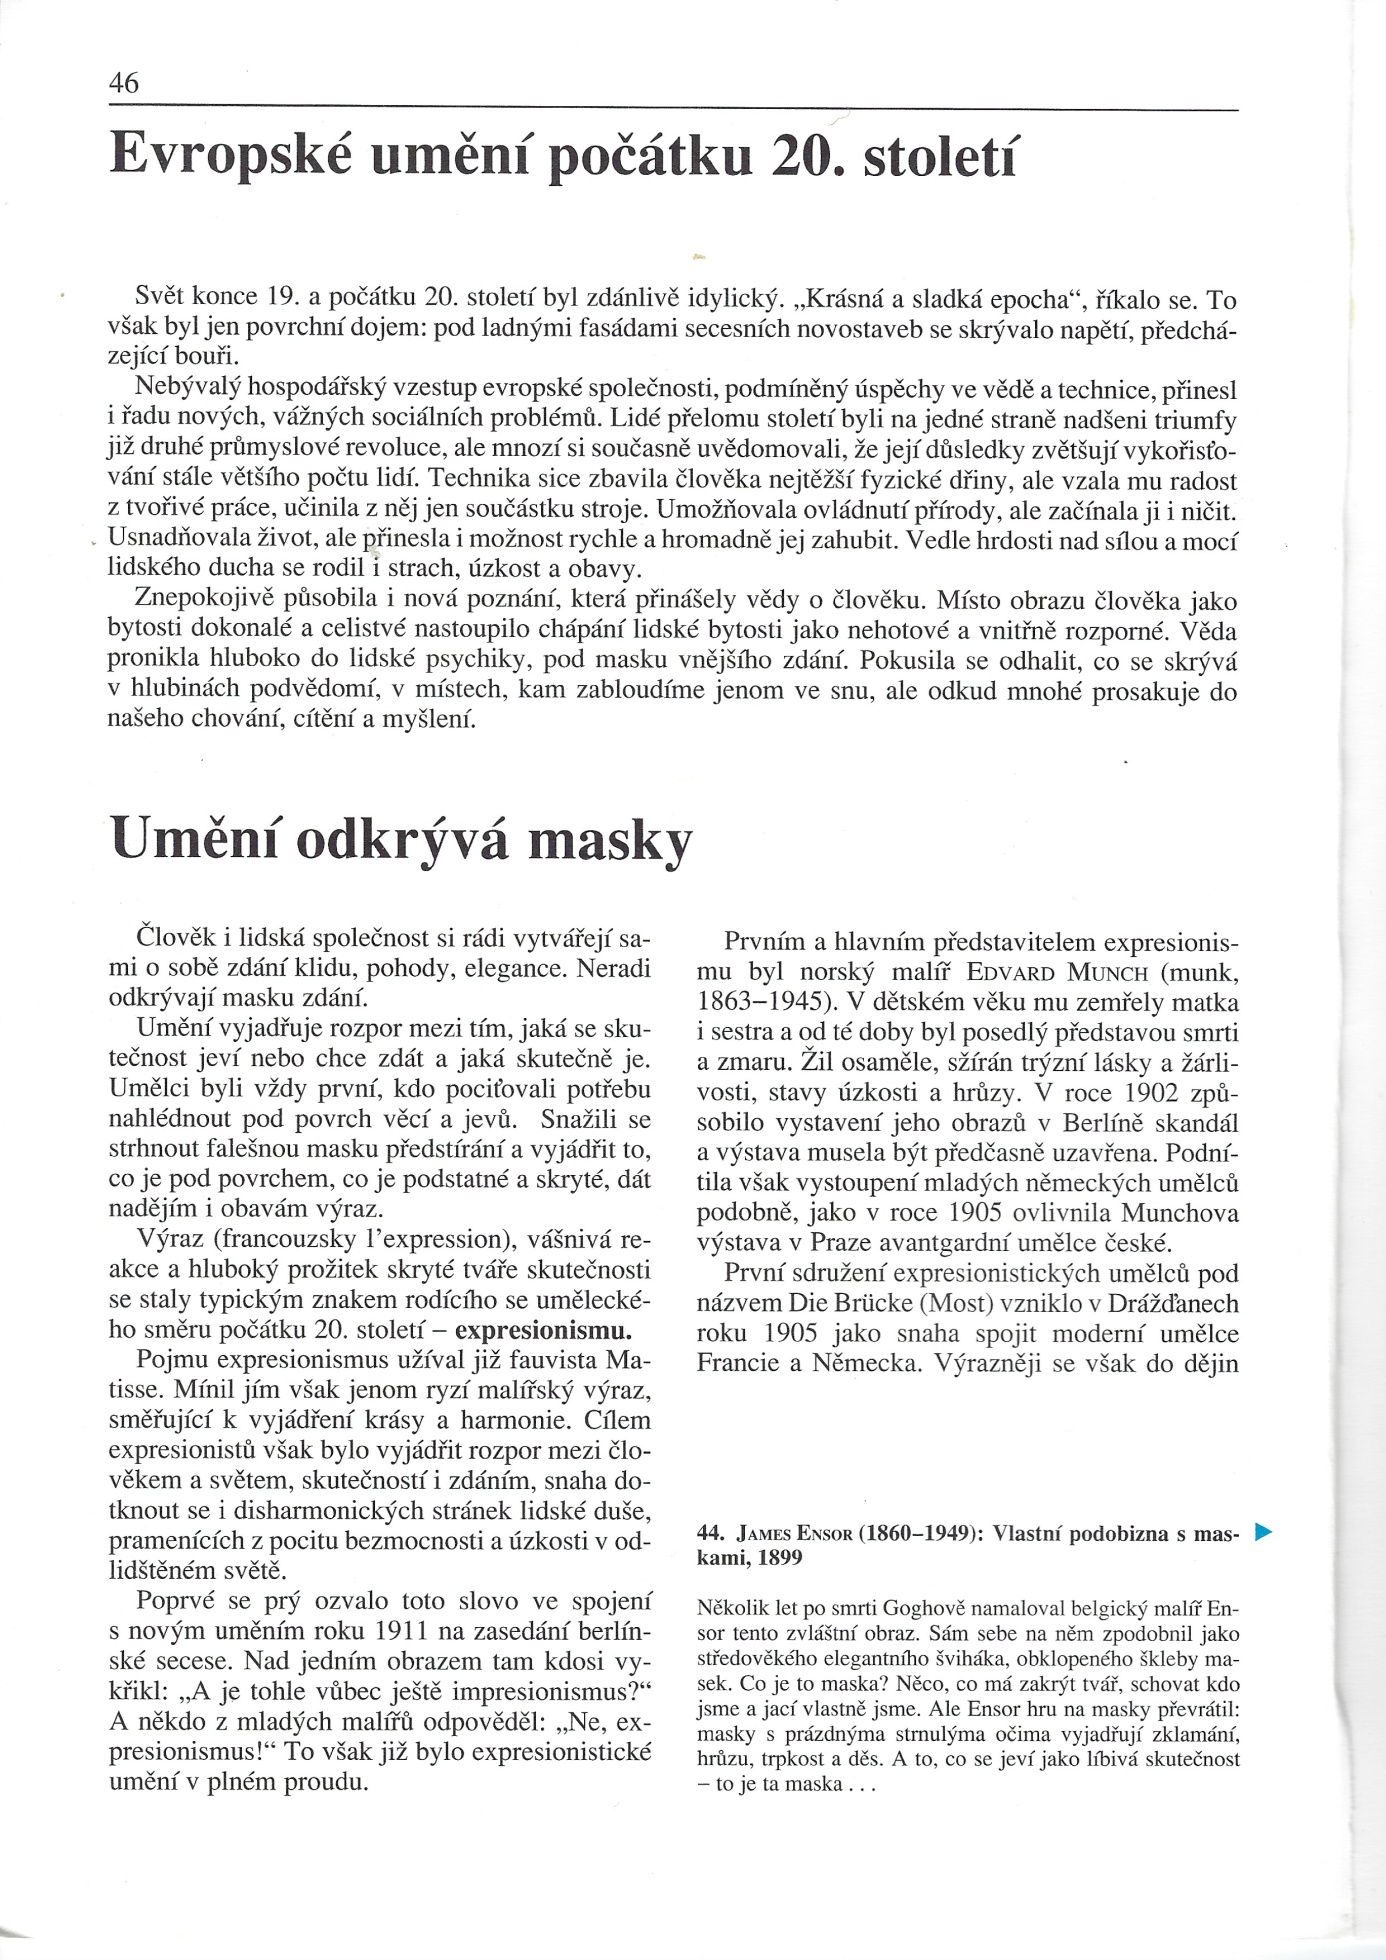 46
Evropské umění počátku 20. století
Svět konce 19. a počátku 20. století byl zdánlivě idylický. „Krásná a sladká epocha“, říkalo se. To
však byl jen povrchní dojem: pod ladnými fasádami secesních novostaveb se skrývalo napětí, předchá-
zející bouři.
Nebývalý hospodářský vzestup evropské společnosti, podmíněný úspěchy ve vědě a technice, přinesl
i řadu nových, vážných sociálních problémů. Lidé přelomu století byli na jedné straně nadšeni triumfy
již druhé průmyslové revoluce, ale mnozí si současně uvědomovali, že její důsledky zvětšují vykořisťo-
vání stále většího počtu lidí. Technika sice zbavila člověka nejtěžší fyzické dřiny, ale vzala mu radost
z tvořivé práce, učinila z něj jen součástku stroje. Umožňovala ovládnutí přírody, ale začínala ji i ničit.
Usnadňovala život, ale přinesla i možnost rychle a hromadně jej zahubit. Vedle hrdosti nad sílou a mocí
lidského ducha se rodil i strach, úzkost a obavy.
Znepokojivě působila i nová poznání, která přinášely vědy o člověku. Místo obrazu člověka jako
bytosti dokonalé a celistvé nastoupilo chápání lidské bytosti jako nehotové a vnitřně rozporné. Věda
pronikla hluboko do lidské psychiky, pod masku vnějšího zdání. Pokusila se odhalit, co se skrývá
v hlubinách podvědomí, v místech, kam zabloudíme jenom ve snu, ale odkud mnohé prosakuje do
našeho chování, cítění a myšlení.
Umění odkrývá masky
Člověk i lidská společnost si rádi vytvářejí sa-
mi o sobě zdání klidu, pohody, elegance. Neradi
odkrývají masku zdání.
Umění vyjadřuje rozpor mezi tím, jaká se sku-
tečnost jeví nebo chce zdát a jaká skutečně je.
Umělci byli vždy první, kdo pociťovali potřebu
nahlédnout pod povrch věcí a jevů. Snažili se
strhnout falešnou masku předstírání a vyjádřit to,
co je pod povrchem, co je podstatné a skryté, dát
nadějím i obavám výraz.
Výraz (francouzsky l’expression), vášnivá re-
akce a hluboký prožitek skryté tváře skutečnosti
se staly typickým znakem rodícího se umělecké-
ho směru počátku 20. století – expresionismu.
Pojmu expresionismus užíval již fauvista Ma-
tisse. Mínil jím však jenom ryzí malířský výraz,
směřující k vyjádření krásy a harmonie. Cílem
expresionistů však bylo vyjádřit rozpor mezi člo-
věkem a světem, skutečností i zdáním, snaha do-
tknout se i disharmonických stránek lidské duše,
pramenících z pocitu bezmocnosti a úzkosti v od-
lidštěném světě.
Poprvé se prý ozvalo toto slovo ve spojení
s novým uměním roku 1911 na zasedání berlín-
ské secese. Nad jedním obrazem tam kdosi vy-
křikl: „A je tohle vůbec ještě impresionismus?“
A někdo z mladých malířů odpověděl: „Ne, ex-
presionismus!“ To však již bylo expresionistické
umění v plném proudu.
Prvním a hlavním představitelem expresionis-
mu byl norský malíř EDVARD MUNCH (munk,
1863–1945). V dětském věku mu zemřely matka
i sestra a od té doby byl posedlý představou smrti
a zmaru. Žil osaměle, sžírán trýzní lásky a žárli-
vosti, stavy úzkosti a hrůzy. V roce 1902 způ-
sobilo vystavení jeho obrazů v Berlíně skandál
a výstava musela být předčasně uzavřena. Podní-
tila však vystoupení mladých německých umělců
podobně, jako v roce 1905 ovlivnila Munchova
výstava v Praze avantgardní umělce české.
První sdružení expresionistických umělců pod
názvem Die Brücke (Most) vzniklo v Drážďanech
roku 1905 jako snaha spojit moderní umělce
Francie a Německa. Výrazněji se však do dějin
44. JAMES ENSOR (1860–1949): Vlastní podobizna s mas-
kami, 1899
Několik let po smrti Goghově namaloval belgický malíř En-
sor tento zvláštní obraz. Sám sebe na něm zpodobnil jako
středověkého elegantního šviháka, obklopeného škleby ma-
sek. Co je to maska? Něco, co má zakrýt tvář, schovat kdo
jsme a jací vlastně jsme. Ale Ensor hru na masky převrátil:
masky s prázdnýma strnulýma očima vyjadřují zklamání,
hrůzu, trpkost a děs. A to, co se jeví jako líbivá skutečnost
– to je ta maska . . .